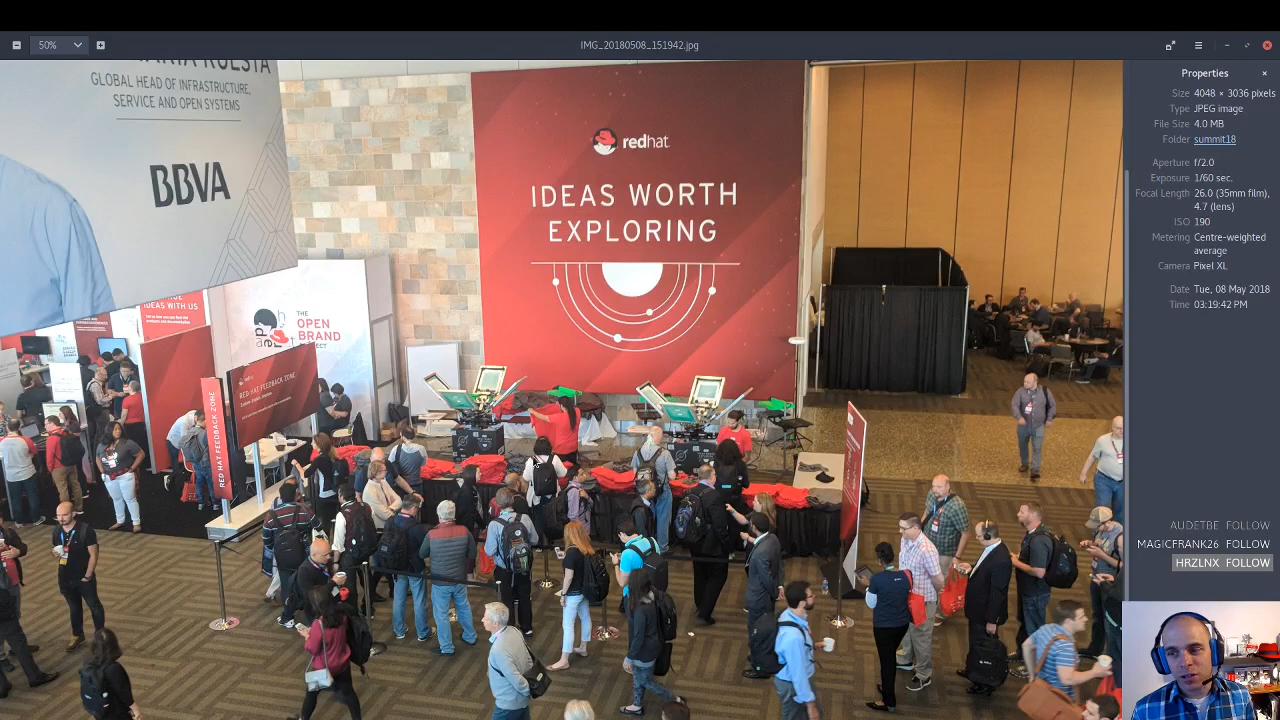 50%
IMG_20180508_151942.jpg
Properties
Size 4048 × 3036 pixels
Type JPEG image
File Size 4.0 MB
Folder summit18
Aperture f/2.0
Exposure 1/60 sec.
Focal Length 26.0 (35mm film),
4.7 (lens)
ISO 190
Metering Centre-weighted
average
Camera Pixel XL
Date Tue, 08 May 2018
Time 03:19:42 PM
GLOBAL HEAD OF INFRASTRUCTURE,
SERVICE AND OPEN SYSTEMS
BBVA
redhat
IDEAS WORTH
EXPLORING
IDEAS WITH US
THE
OPEN
BRAND
RED HAT FEEDBACK ZONE
RED HAT FEEDBACK ZONE
AUDETBE FOLLOW
MAGICFRANK26 FOLLOW
HRZLNX FOLLOW